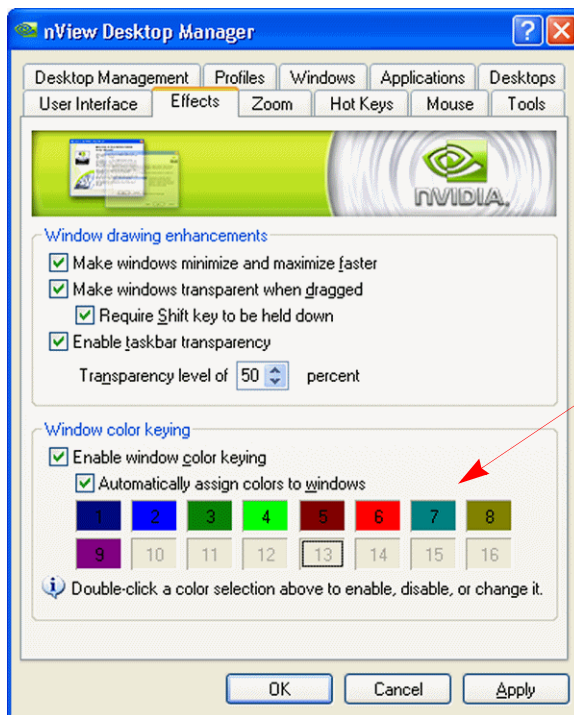 nView Desktop Manager
Desktop Management Profiles Windows Applications Desktops
User Interface Effects Zoom Hot Keys Mouse Tools
nVIDIA.
Window drawing enhancements
Make windows minimize and maximize faster
Make windows transparent when dragged
Require Shift key to be held down
Enable taskbar transparency
Transparency level of 50 percent
Window color keying
Enable window color keying
Automatically assign colors to windows
1 2 3 4 5 6 7 8
9 10 11 12 13 14 15 16
Double-click a color selection above to enable, disable, or change it.
OK Cancel Apply